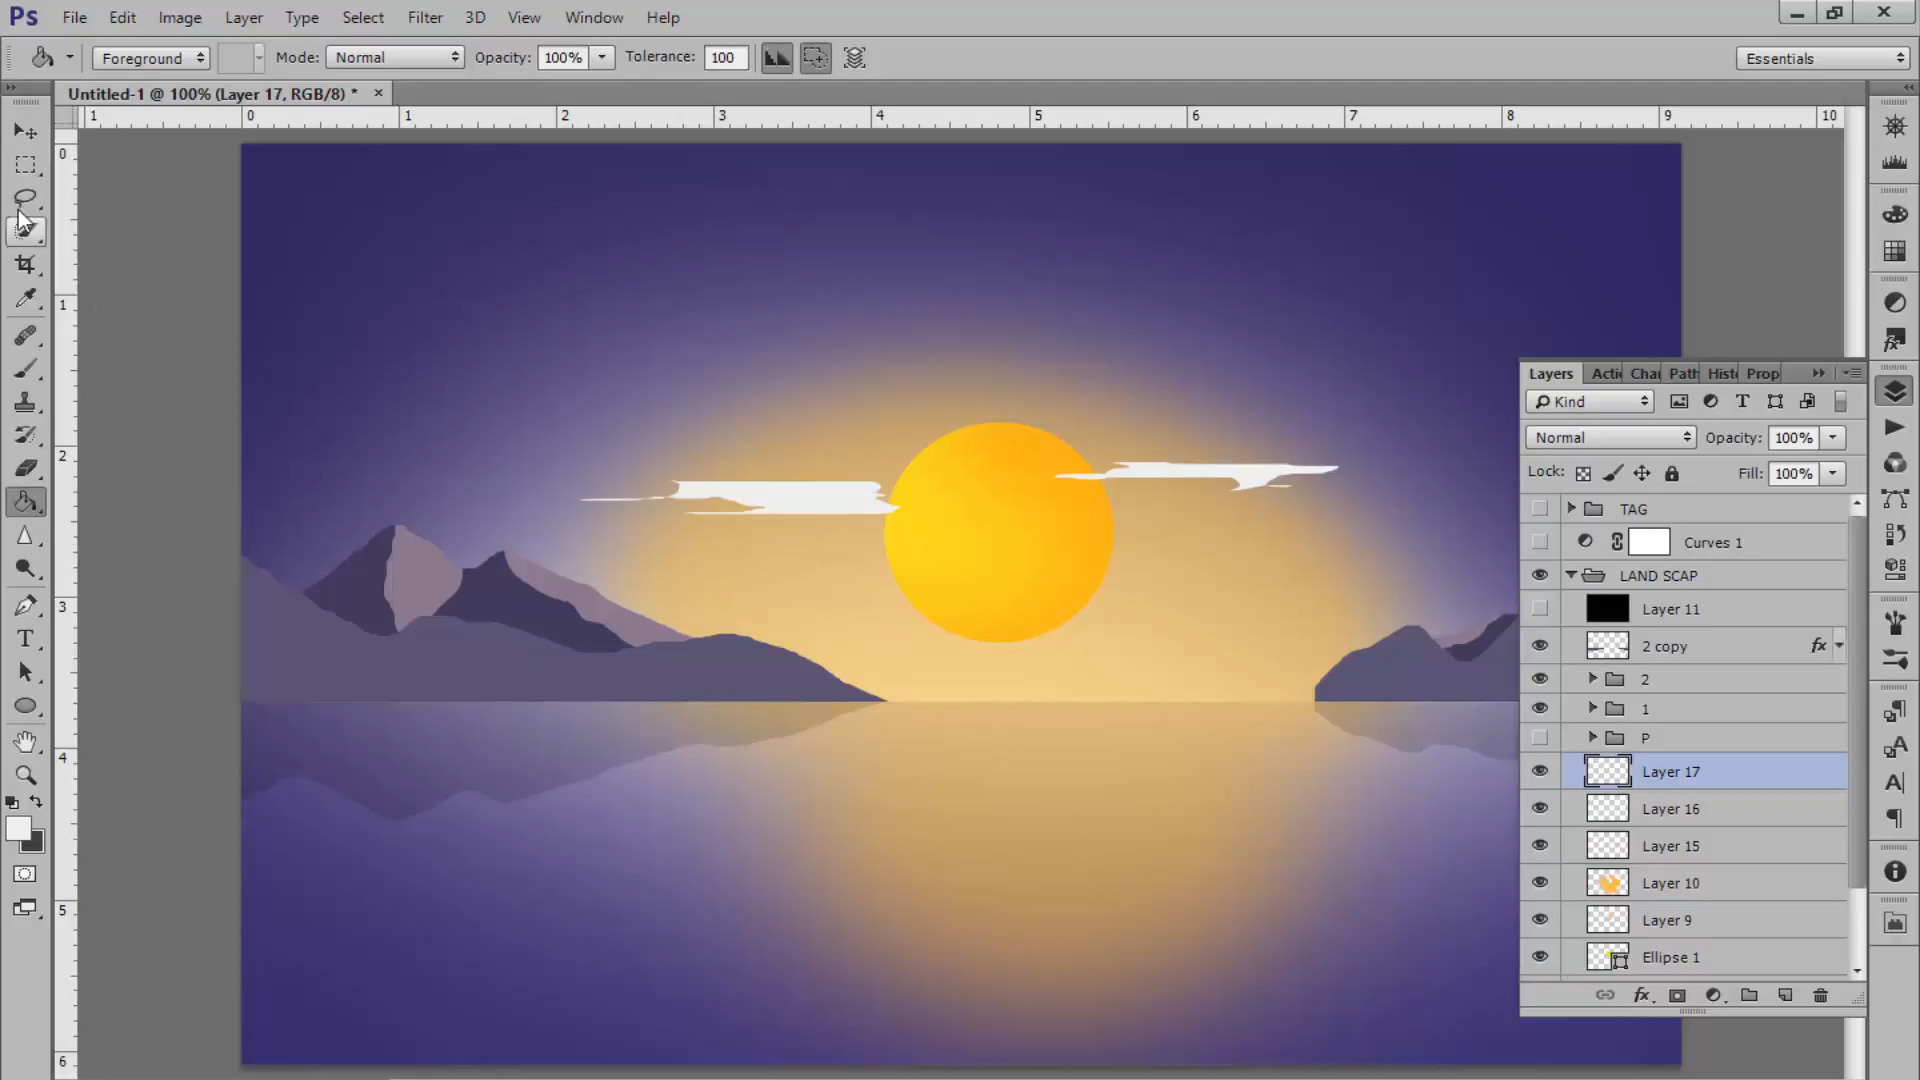 Ps File Edit Image Layer Type Select Filter 3D View Window Help
Foreground Mode: Normal Opacity: 100% Tolerance: 100 Essentials
Untitled-1 @ 100% (Layer 17, RGB/8) * ×
1 0 1 2 3 4 5 6 7 8 9 10
0
1
2
3
4
5
6
Layers Acti Chai Path Hist Prop
Kind
Normal Opacity: 100%
Lock: Fill: 100%
TAG
Curves 1
LAND SCAP
Layer 11
2 copy fx
2
1
P
Layer 17
Layer 16
Layer 15
Layer 10
Layer 9
Ellipse 1
fx